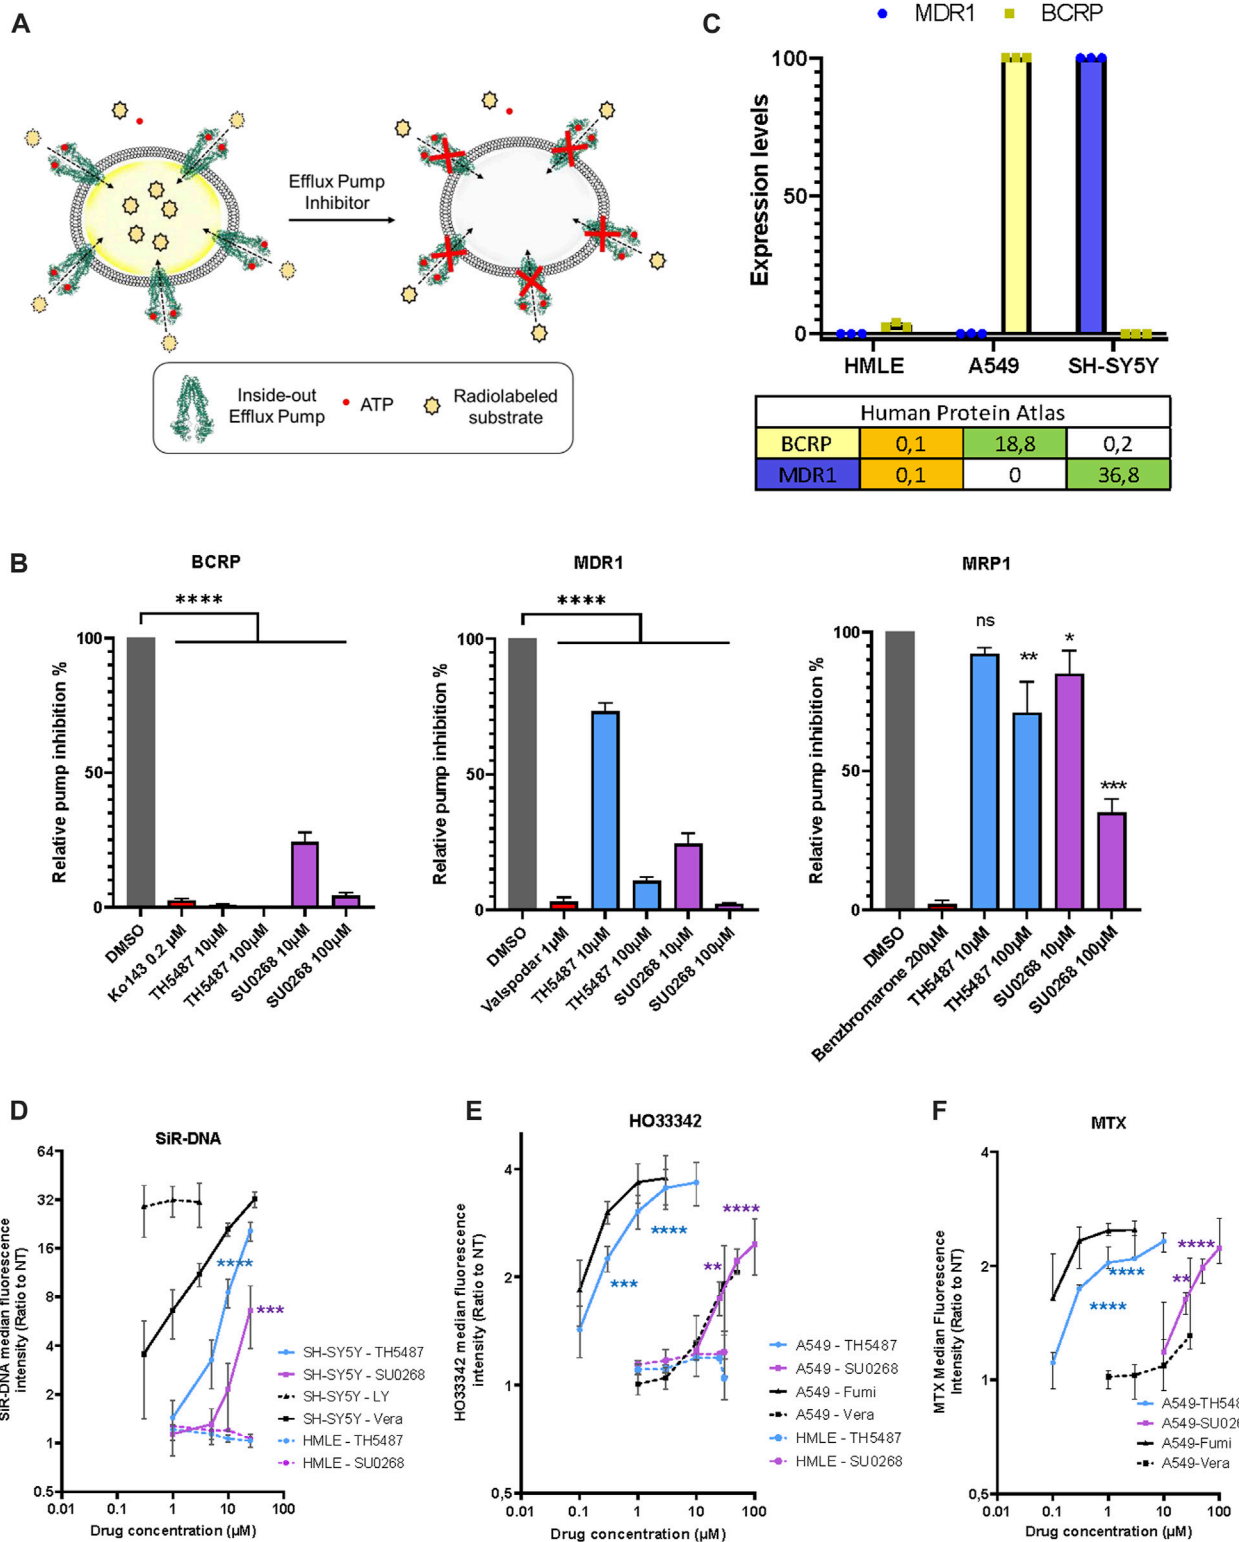 A
Efflux Pump
Inhibitor
Inside-out
Efflux Pump
ATP
Radiolabeled
substrate
C
MDR1
BCRP
Expression levels
100
50
0
HMLE
A549
SH-SY5Y
Human Protein Atlas
BCRP 0,1 18,8 0,2
MDR1 0,1 0 36,8
B
BCRP
****
Relative pump inhibition %
100
50
0
DMSO
Ko143 0.2 µM
TH5487 10µM
TH5487 100µM
SU0268 10µM
SU0268 100µM
MDR1
****
Relative pump inhibition %
100
50
0
DMSO
Valspodar 1µM
TH5487 10µM
TH5487 100µM
SU0268 10µM
SU0268 100µM
MRP1
ns
**
*
***
Relative pump inhibition %
100
50
0
DMSO
Benzbromarone 200µM
TH5487 10µM
TH5487 100µM
SU0268 10µM
SU0268 100µM
D
SiR-DNA
SiR-DNA median fluorescence
intensity (Ratio to NT)
64
32
16
8
4
2
1
0.5
0.01 0.1 1 10 100
Drug concentration (µM)
****
***
SH-SY5Y - TH5487
SH-SY5Y - SU0268
SH-SY5Y - LY
SH-SY5Y - Vera
HMLE - TH5487
HMLE - SU0268
E
HO33342
HO33342 median fluorescence
intensity (Ratio to NT)
4
2
1
0,5
0.01 0.1 1 10 100
Drug concentration (µM)
****
****
**
***
A549 - TH5487
A549 - SU0268
A549 - Fumi
A549 - Vera
HMLE - TH5487
HMLE - SU0268
F
MTX
MTX Median Fluorescence
Intensity (Ratio to NT)
4
2
1
0,5
0.01 0.1 1 10 100
Drug concentration (µM)
****
****
**
****
A549-TH548
A549-SU026
A549-Fumi
A549-Vera